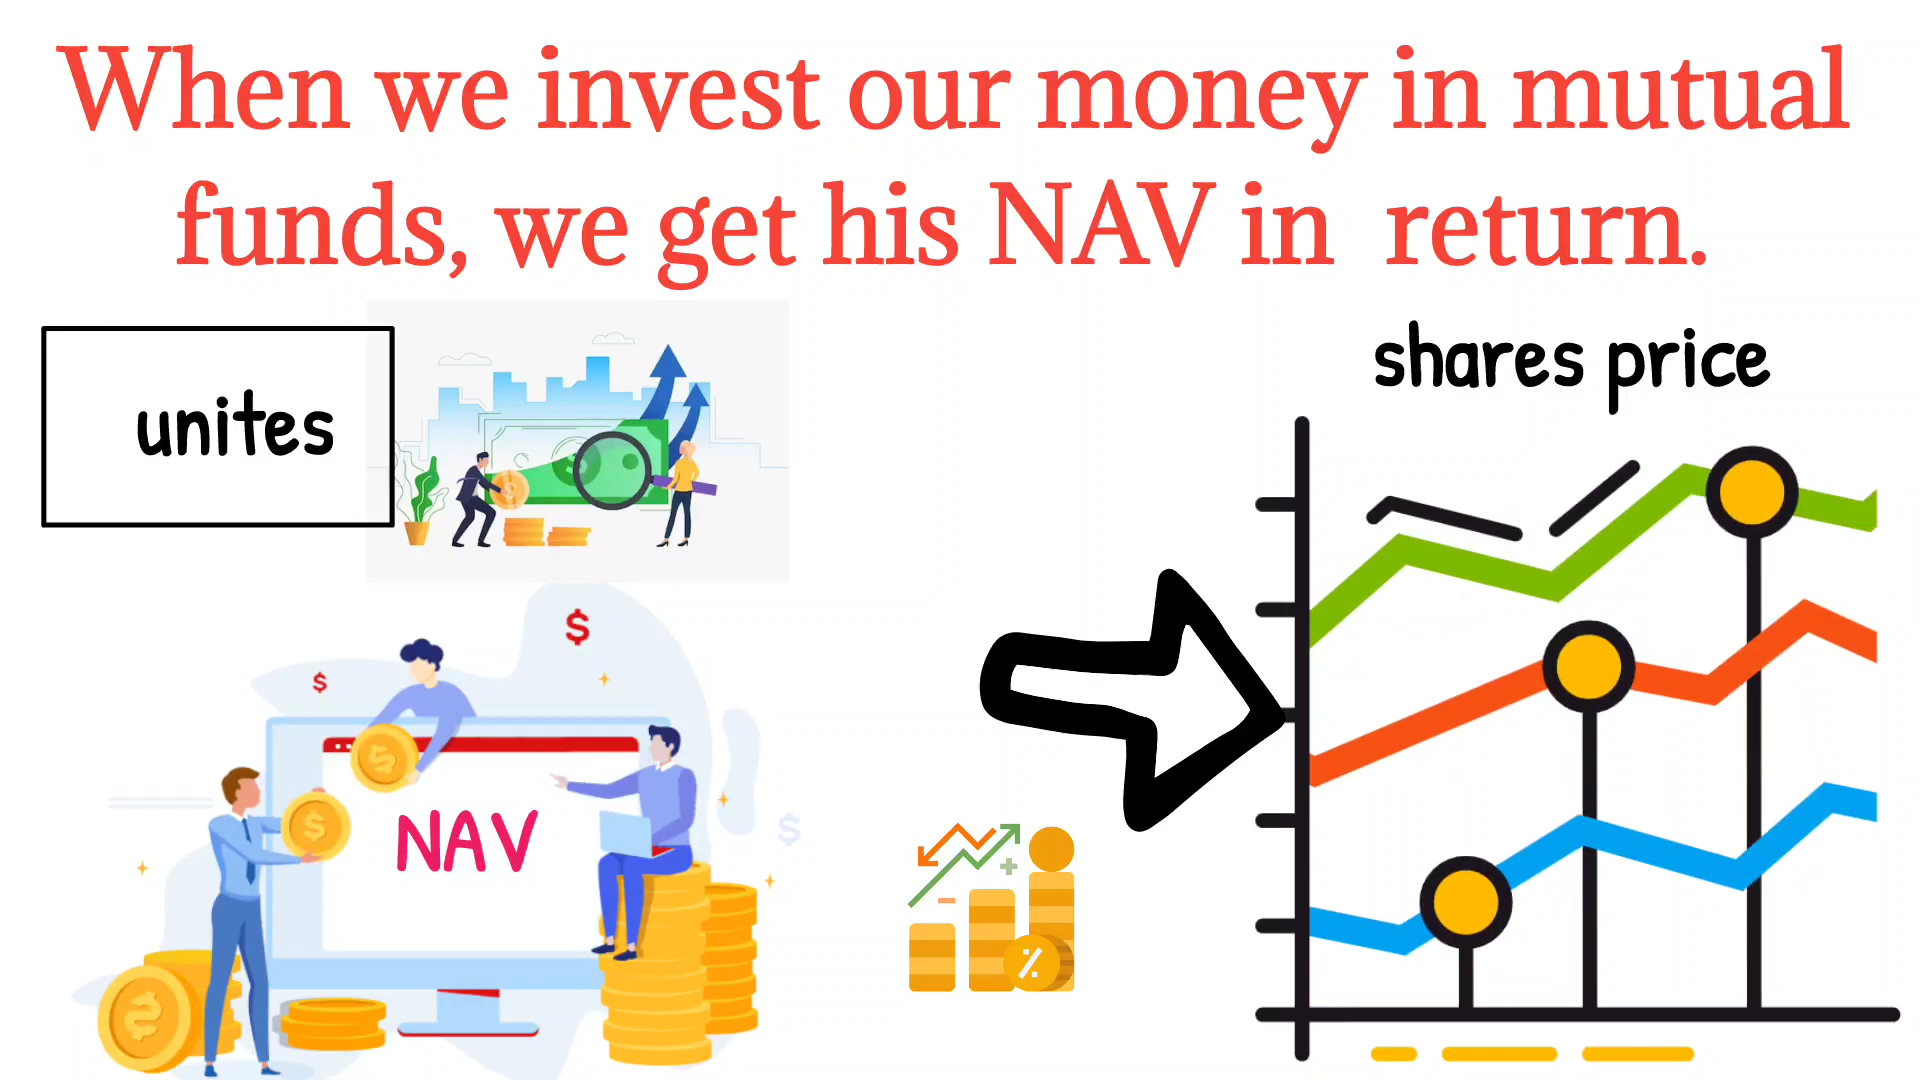 When we invest our money in mutual
funds, we get his NAV in  return.
unites
shares price
NAV